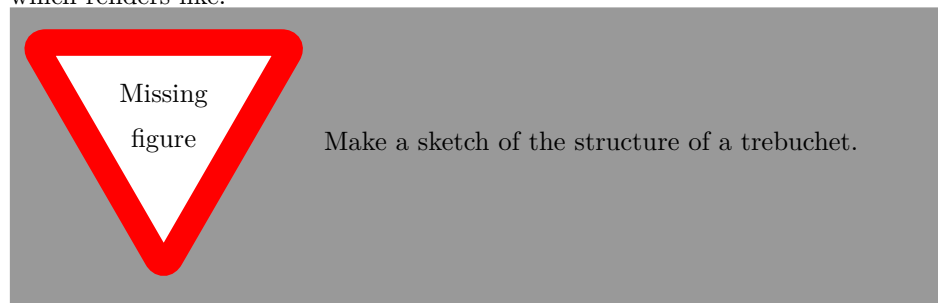 which renders like:
Missing
figure
Make a sketch of the structure of a trebuchet.